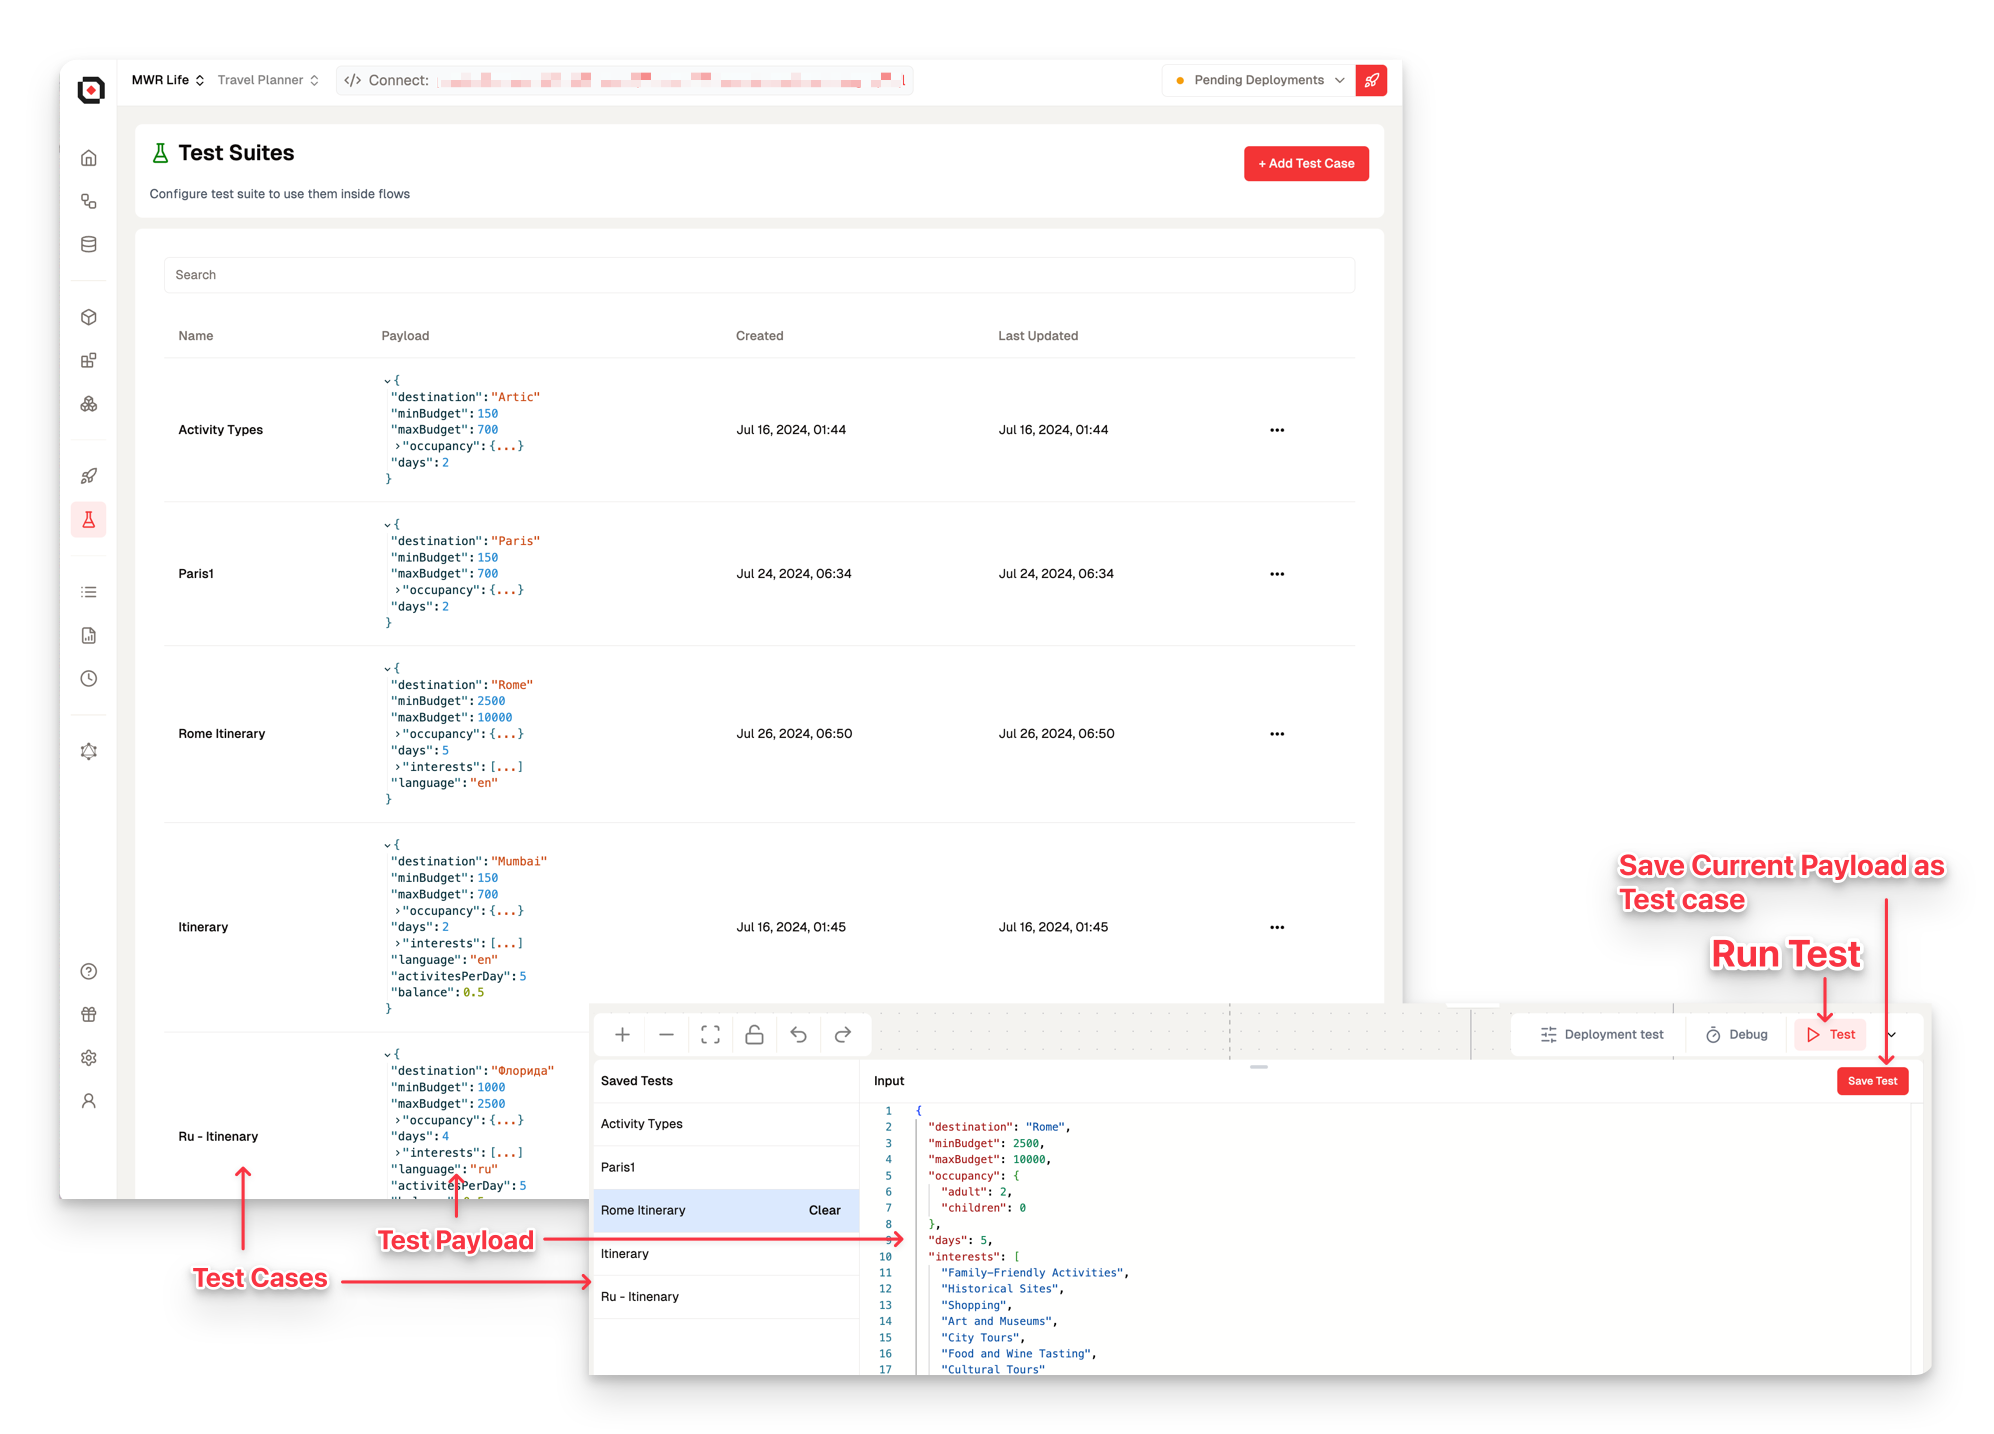 MWR Life
Travel Planner
</> Connect:
Pending Deployments
Test Suites
Configure test suite to use them inside flows
+ Add Test Case
Search
Name Payload Created Last Updated
Activity Types
{
"destination":"Artic"
"minBudget":150
"maxBudget":700
"occupancy":{...}
"days":2
}
Jul 16, 2024, 01:44
Jul 16, 2024, 01:44
Paris1
{
"destination":"Paris"
"minBudget":150
"maxBudget":700
"occupancy":{...}
"days":2
}
Jul 24, 2024, 06:34
Jul 24, 2024, 06:34
Rome Itinerary
{
"destination":"Rome"
"minBudget":2500
"maxBudget":10000
"occupancy":{...}
"days":5
"interests":[...]
"language":"en"
}
Jul 26, 2024, 06:50
Jul 26, 2024, 06:50
Itinerary
{
"destination":"Mumbai"
"minBudget":150
"maxBudget":700
"occupancy":{...}
"days":2
"interests":[...]
"language":"en"
"activitesPerDay":5
"balance":0.5
}
Jul 16, 2024, 01:45
Jul 16, 2024, 01:45
Ru - Itinenary
{
"destination":"Флорида"
"minBudget":1000
"maxBudget":2500
"occupancy":{...}
"days":4
"interests":[...]
"language":"ru"
"activitesPerDay":5
Save Current Payload as
Test case
Run Test
Test Payload
Test Cases
Deployment test
Debug
Test
Saved Tests
Activity Types
Paris1
Rome Itinerary Clear
Itinerary
Ru - Itinenary
Input
Save Test
1 {
2 "destination": "Rome",
3 "minBudget": 2500,
4 "maxBudget": 10000,
5 "occupancy": {
6 "adult": 2,
7 "children": 0
8 },
9 "days": 5,
10 "interests": [
11 "Family-Friendly Activities",
12 "Historical Sites",
13 "Shopping",
14 "Art and Museums",
15 "City Tours",
16 "Food and Wine Tasting",
17 "Cultural Tours"